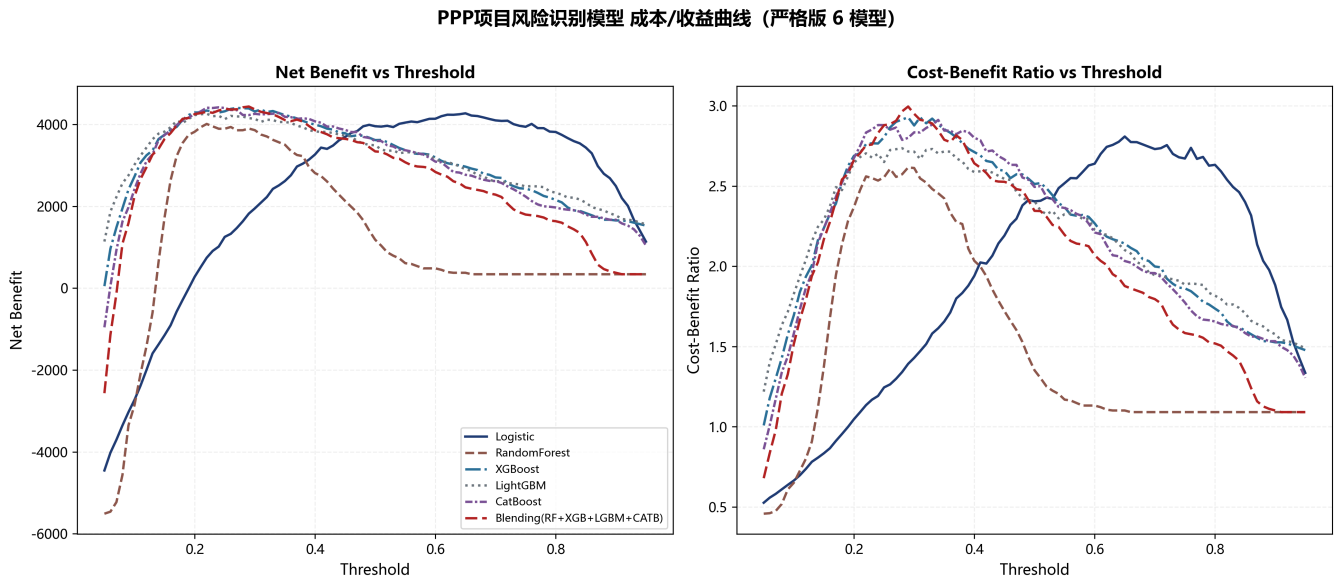 PPP项目风险识别模型 成本/收益曲线（严格版 6 模型）
Net Benefit vs Threshold
Net Benefit
4000
2000
0
-2000
-4000
-6000
0.2
0.4
0.6
0.8
Threshold
Logistic
RandomForest
XGBoost
LightGBM
CatBoost
Blending(RF+XGB+LGBM+CATB)
Cost-Benefit Ratio vs Threshold
Cost-Benefit Ratio
3.0
2.5
2.0
1.5
1.0
0.5
0.2
0.4
0.6
0.8
Threshold